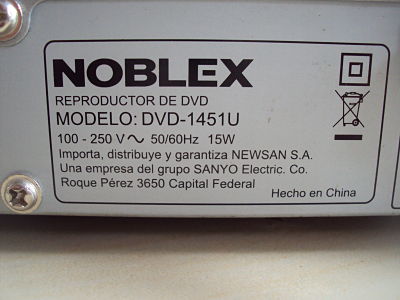 NOBLEX
REPRODUCTOR DE DVD
MODELO: DVD-1451U
100 - 250 V～ 50/60Hz 15W
Importa, distribuye y garantiza NEWSAN S.A.
Una empresa del grupo SANYO Electric. Co.
Roque Pérez 3650 Capital Federal
Hecho en China